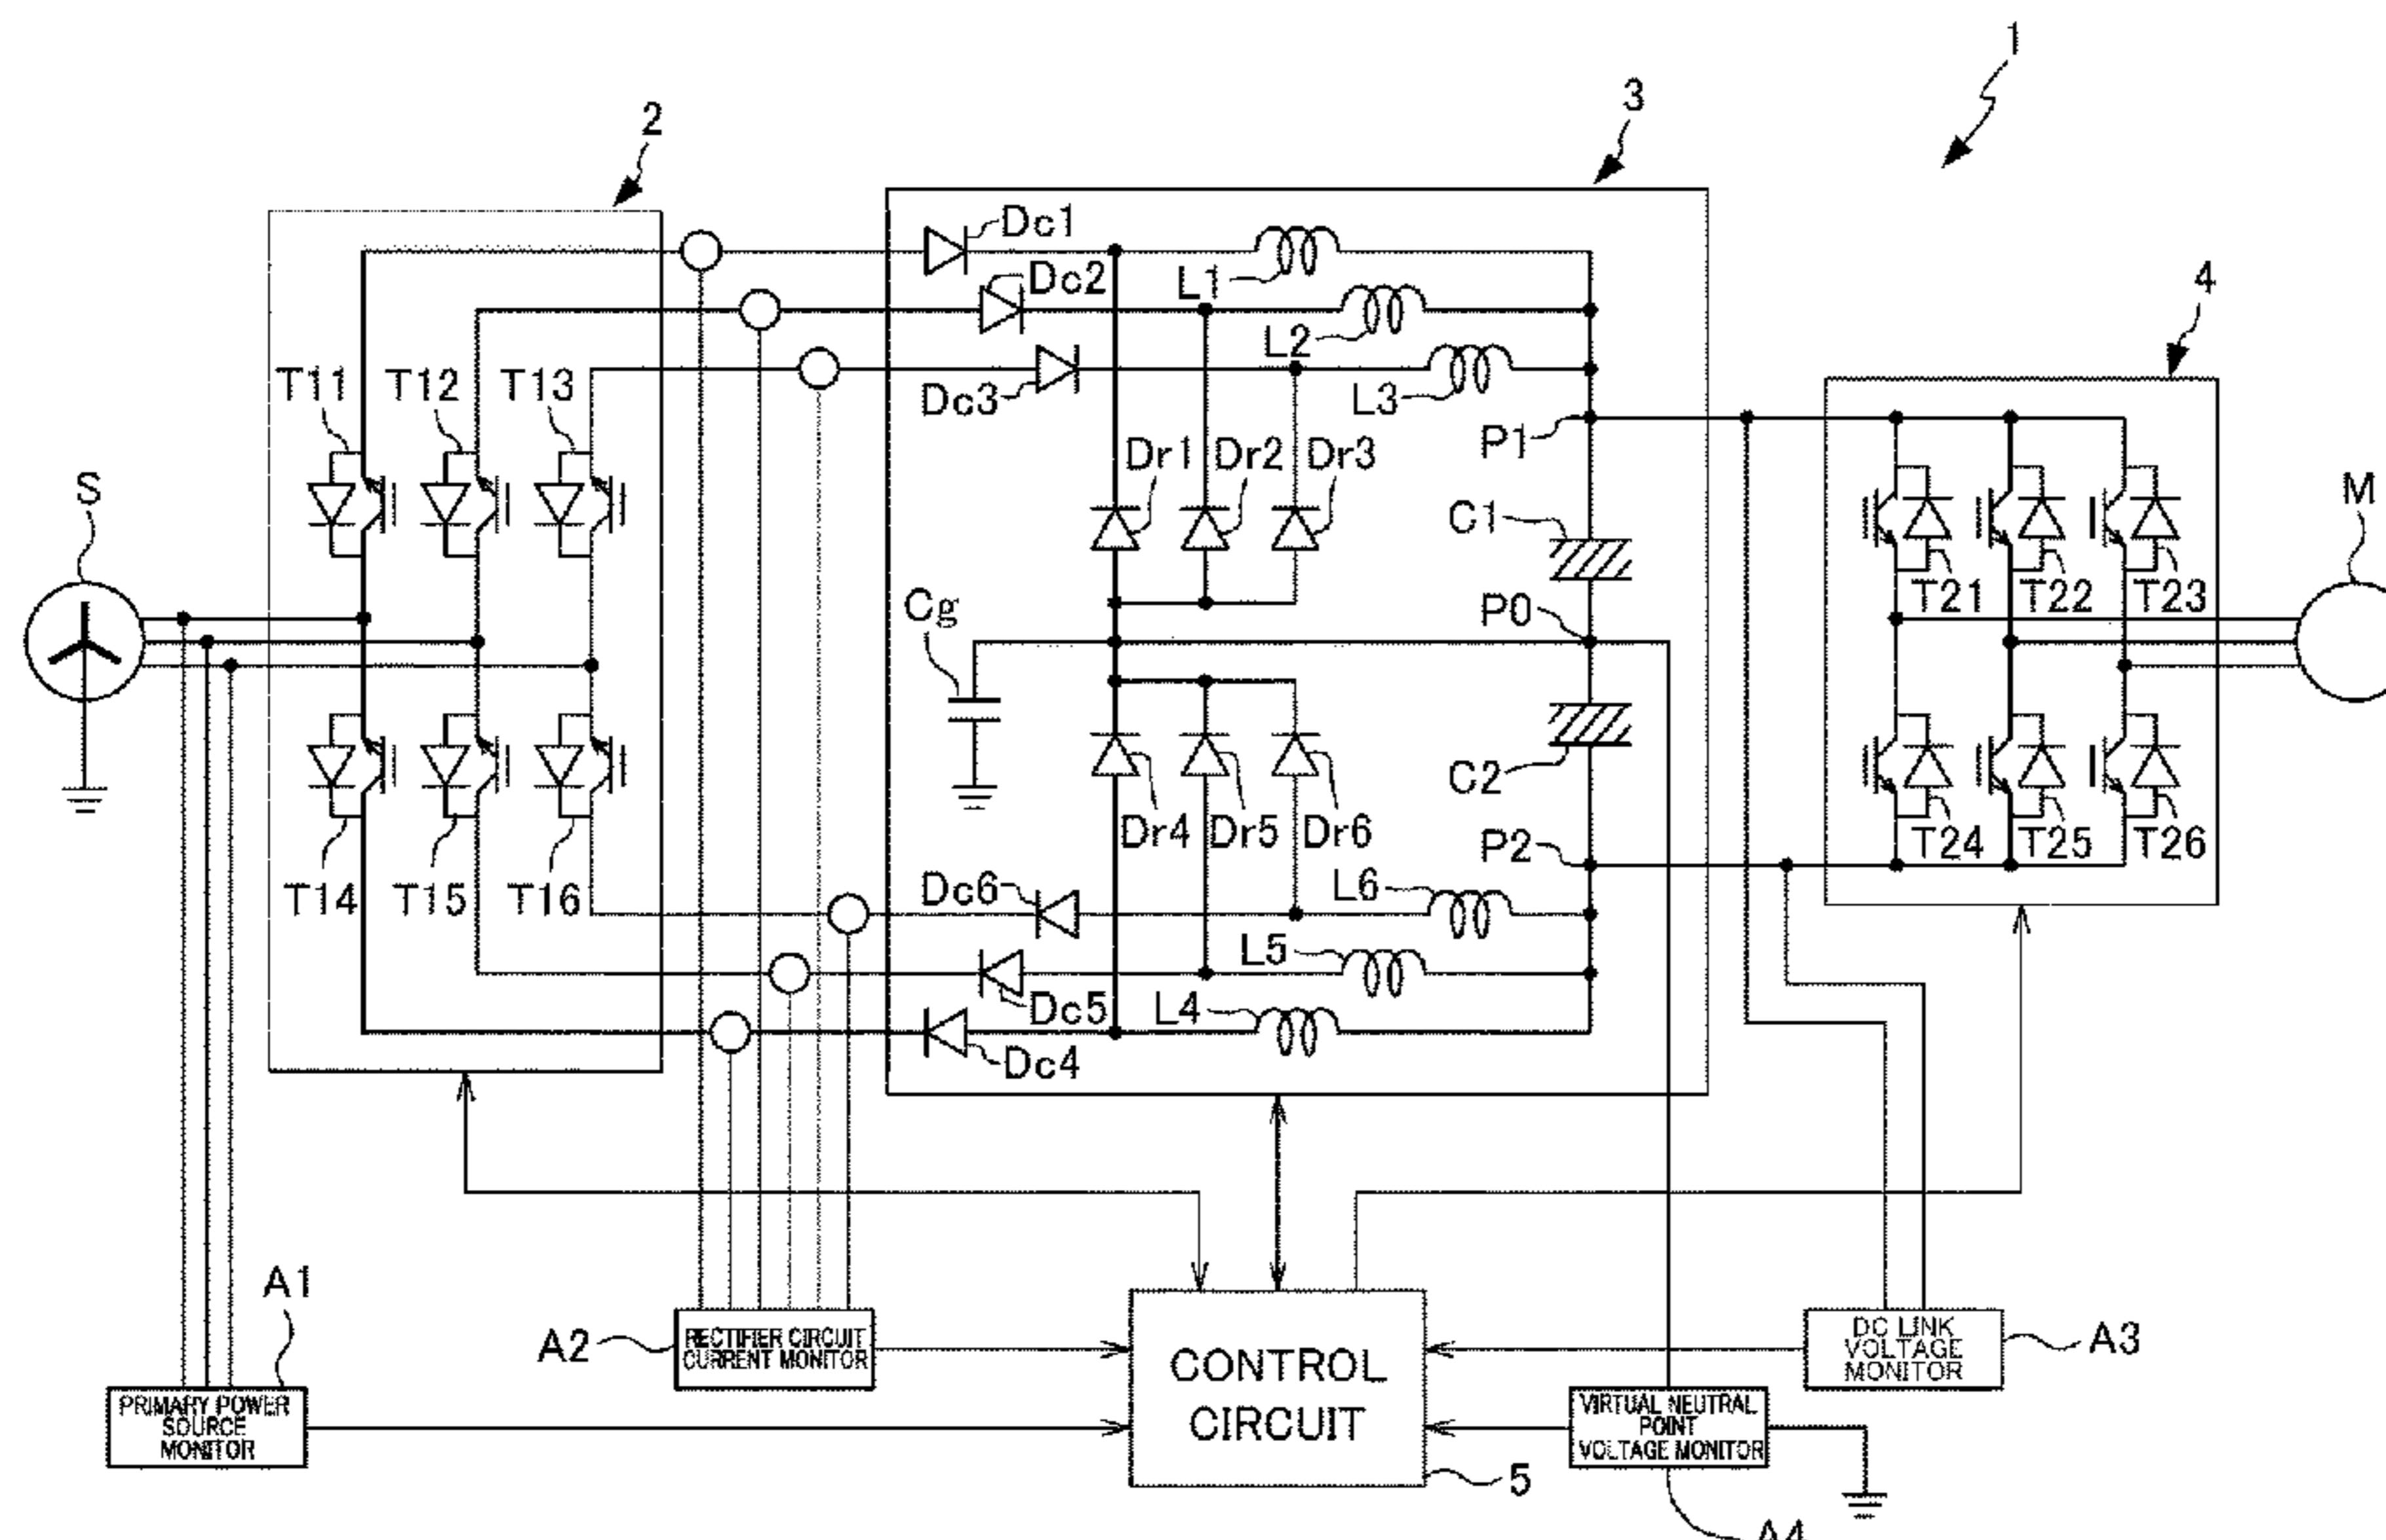 1
2
3
Dc1
Dc2
L1
4
L2
T11
T12
T13
Dc3
L3
P1
Dr1
Dr2
Dr3
S
M
C1
T21
T22
T23
Cg
P0
C2
Dr4
Dr5
Dr6
T24
T25
T26
P2
T14
T15
T16
Dc6
L6
L5
Dc5
L4
Dc4
A1
A2
RECTIFIER CIRCUIT
CURRENT MONITOR
CONTROL
CIRCUIT
DC LINK
VOLTAGE
MONITOR
A3
PRIMARY POWER
SOURCE
MONITOR
VIRTUAL NEUTRAL
POINT
VOLTAGE MONITOR
5
A4